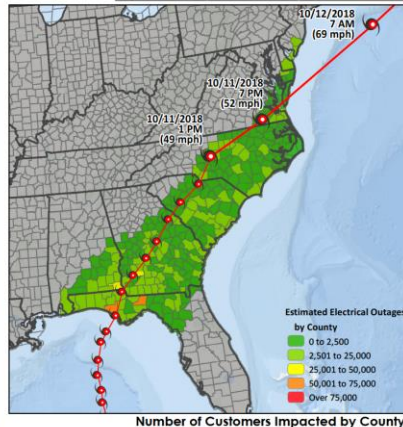 10/12/2018
7 AM
(69 mph)
10/11/2018
7 PM
(52 mph)
10/11/2018
1 PM
(49 mph)
Estimated Electrical Outages
by County
0 to 2,500
2,501 to 25,000
25,001 to 50,000
50,001 to 75,000
Over 75,000
Number of Customers Impacted by County